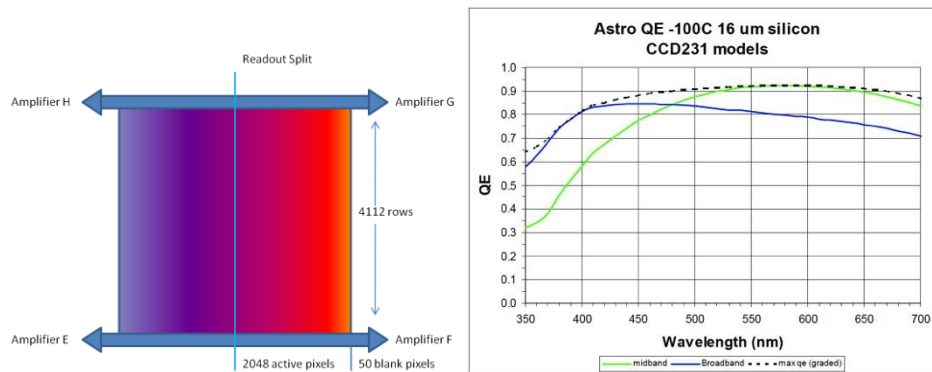 Readout Split
Amplifier H
Amplifier G
4112 rows
Amplifier E
Amplifier F
2048 active pixels
50 blank pixels
Astro QE -100C 16 um silicon
CCD231 models
1.0
0.9
0.8
0.7
0.6
0.5
0.4
0.3
0.2
0.1
0.0
QE
350 400 450 500 550 600 650 700
Wavelength (nm)
midband Broadband max qe (graded)